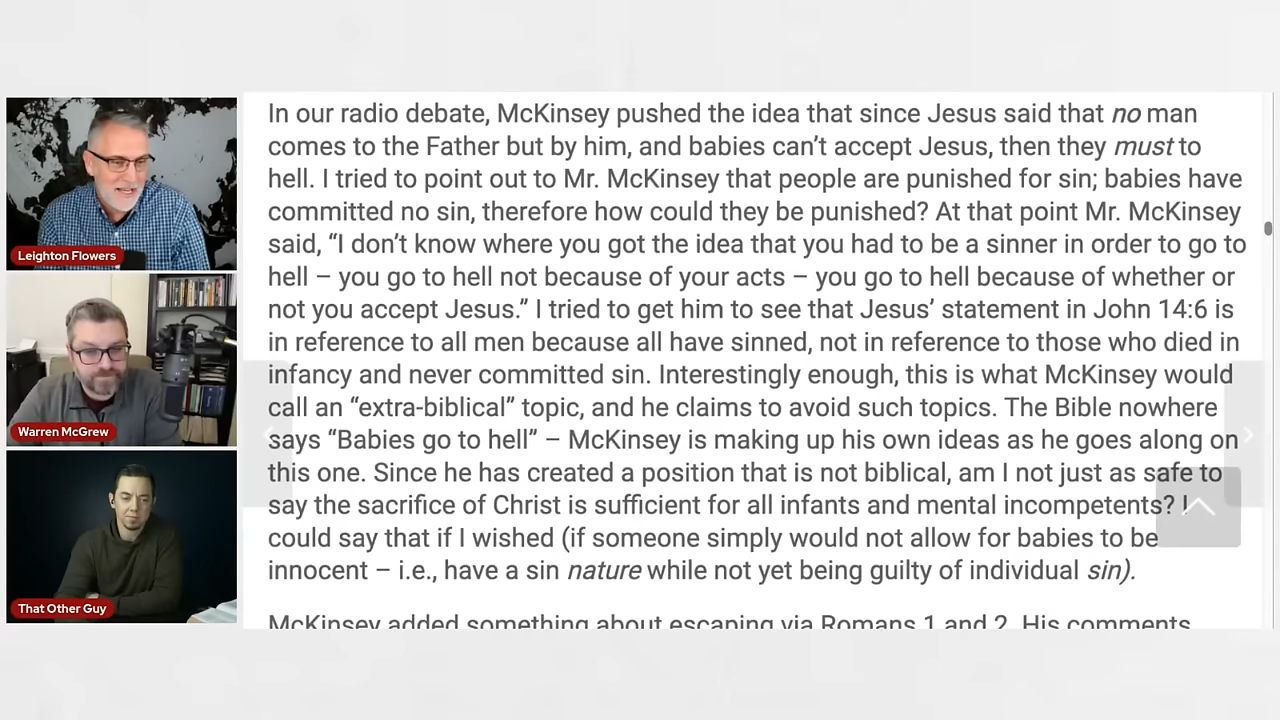 Leighton Flowers
Warren McGrew
That Other Guy
In our radio debate, McKinsey pushed the idea that since Jesus said that no man
comes to the Father but by him, and babies can’t accept Jesus, then they must to
hell. I tried to point out to Mr. McKinsey that people are punished for sin; babies have
committed no sin, therefore how could they be punished? At that point Mr. McKinsey
said, “I don’t know where you got the idea that you had to be a sinner in order to go to
hell – you go to hell not because of your acts – you go to hell because of whether or
not you accept Jesus.” I tried to get him to see that Jesus’ statement in John 14:6 is
in reference to all men because all have sinned, not in reference to those who died in
infancy and never committed sin. Interestingly enough, this is what McKinsey would
call an “extra-biblical” topic, and he claims to avoid such topics. The Bible nowhere
says “Babies go to hell” – McKinsey is making up his own ideas as he goes along on
this one. Since he has created a position that is not biblical, am I not just as safe to
say the sacrifice of Christ is sufficient for all infants and mental incompetents? I
could say that if I wished (if someone simply would not allow for babies to be
innocent – i.e., have a sin nature while not yet being guilty of individual sin).
McKinsey added something about escaping via Romans 1 and 2. His comments